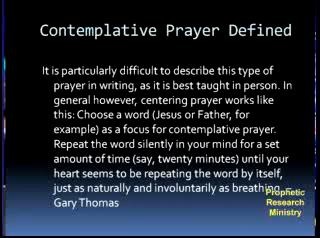 Contemplative Prayer Defined
It is particularly difficult to describe this type of
prayer in writing, as it is best taught in person. In
general however, centering prayer works like
this: Choose a word (Jesus or Father, for
example) as a focus for contemplative prayer.
Repeat the word silently in your mind for a set
amount of time (say, twenty minutes) until your
heart seems to be repeating the word by itself,
just as naturally and involuntarily as breathing. –
Gary Thomas
Prophetic
Research
Ministry